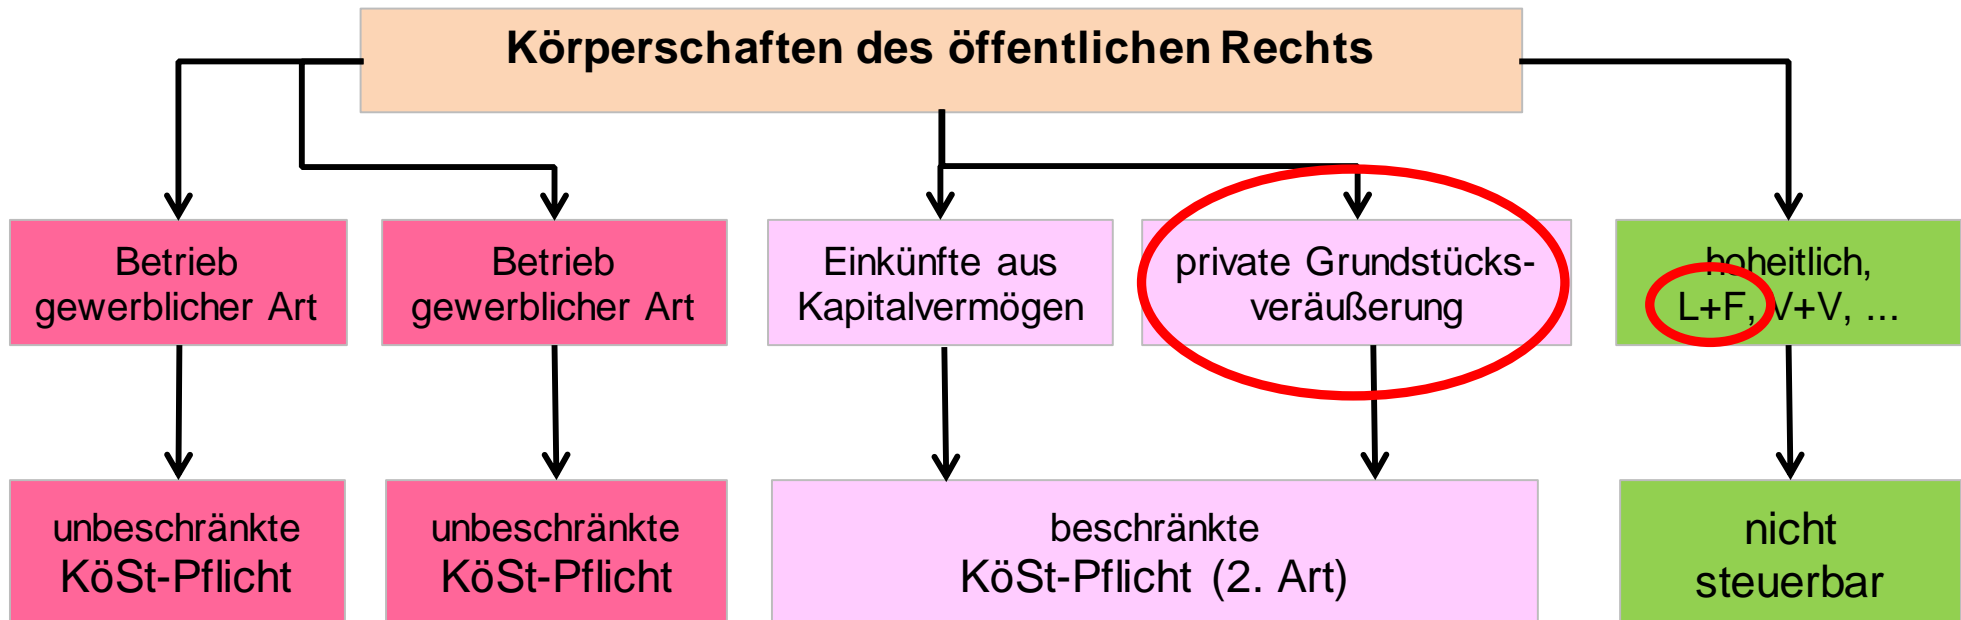 Körperschaften des öffentlichen Rechts
Betrieb
gewerblicher Art
Betrieb
gewerblicher Art
Einkünfte aus
Kapitalvermögen
private Grundstücks-
veräußerung
hoheitlich,
L+F, V+V, ...
unbeschränkte
KöSt-Pflicht
unbeschränkte
KöSt-Pflicht
beschränkte
KöSt-Pflicht (2. Art)
nicht
steuerbar